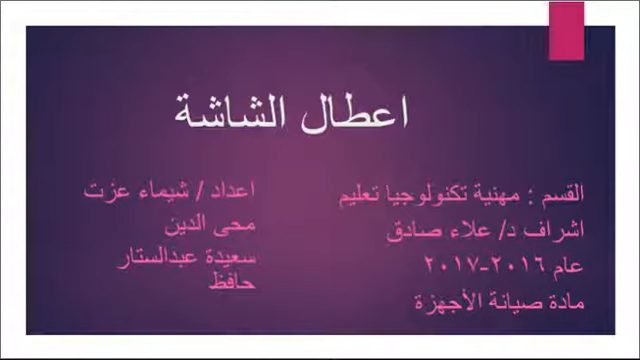 اعطال الشاشة
القسم : مهنية تكنولوجيا تعليم
اشراف د/ علاء صادق
عام ٢٠١٦-٢٠١٧
مادة صيانة الأجهزة
اعداد / شيماء عزت
محى الدين
سعيدة عبدالستار
حافظ